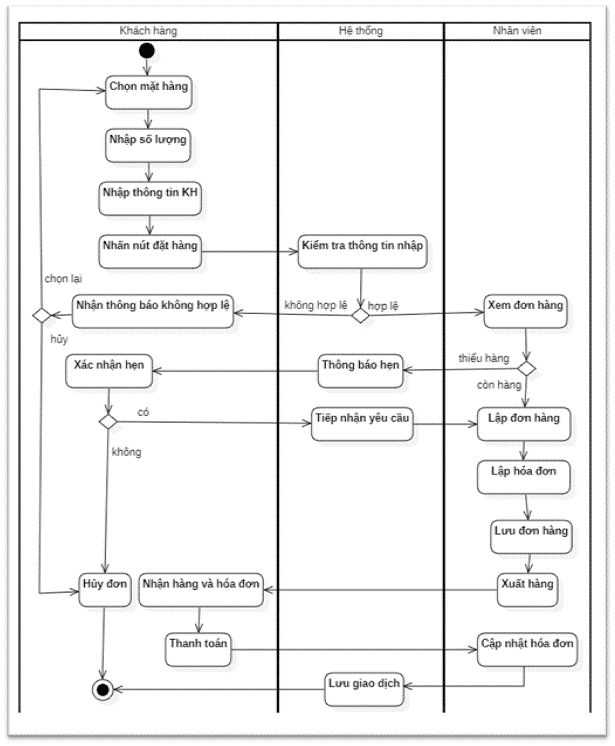 Khách hàng
Hệ thống
Nhân viên
Chọn mặt hàng
Nhập số lượng
Nhập thông tin KH
Nhấn nút đặt hàng
Kiểm tra thông tin nhập
chọn lại
Nhận thông báo không hợp lệ
không hợp lệ
hợp lệ
Xem đơn hàng
hủy
Xác nhận hẹn
Thông báo hẹn
thiếu hàng
còn hàng
có
Tiếp nhận yêu cầu
Lập đơn hàng
không
Lập hóa đơn
Lưu đơn hàng
Hủy đơn
Nhận hàng và hóa đơn
Xuất hàng
Thanh toán
Cập nhật hóa đơn
Lưu giao dịch